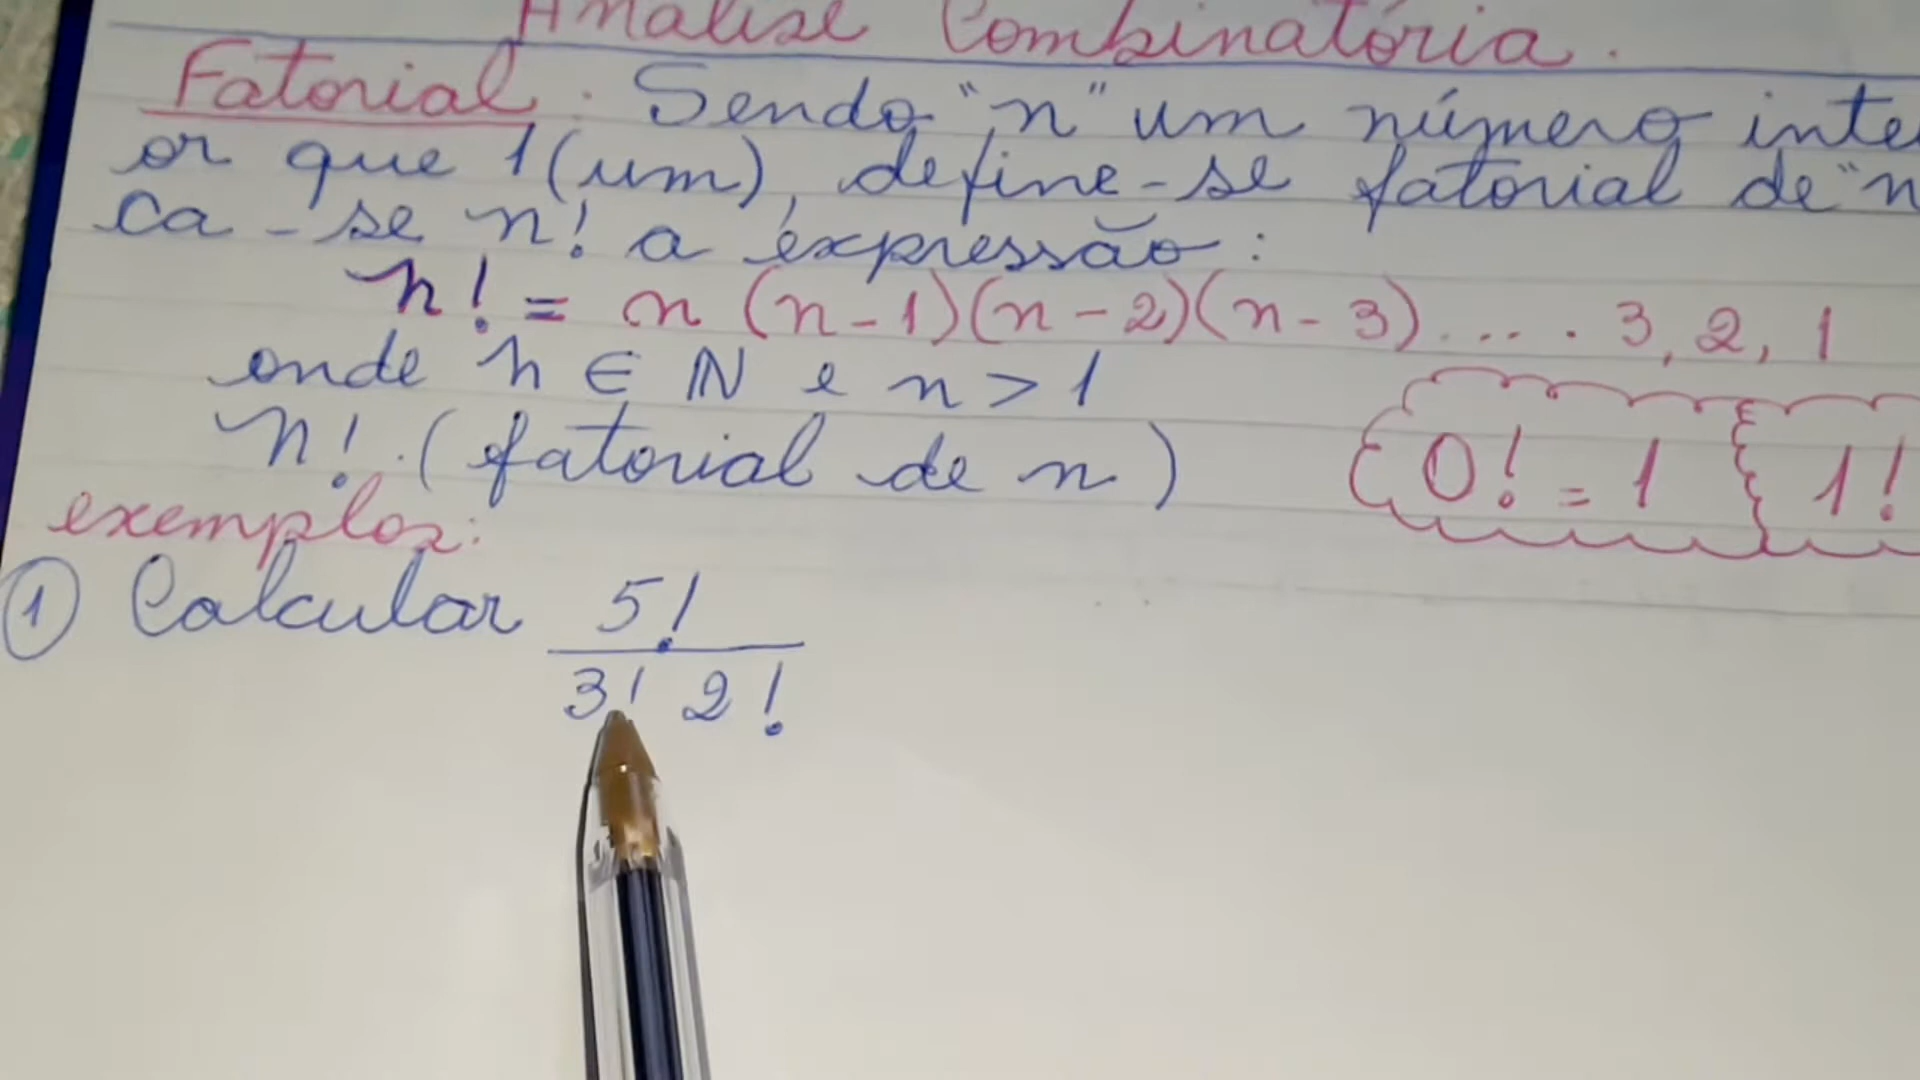 Análise Combinatória.
Fatorial: Sendo "n" um número inte
or que 1 (um), define-se fatorial de "n
ca-se n! a expressão:
n! = n (n-1)(n-2)(n-3).... 3, 2, 1
onde n ∈ ℕ e n > 1
n! (fatorial de n)
0! = 1 1!
exemplos:
① Calcular 5!
3! 2!